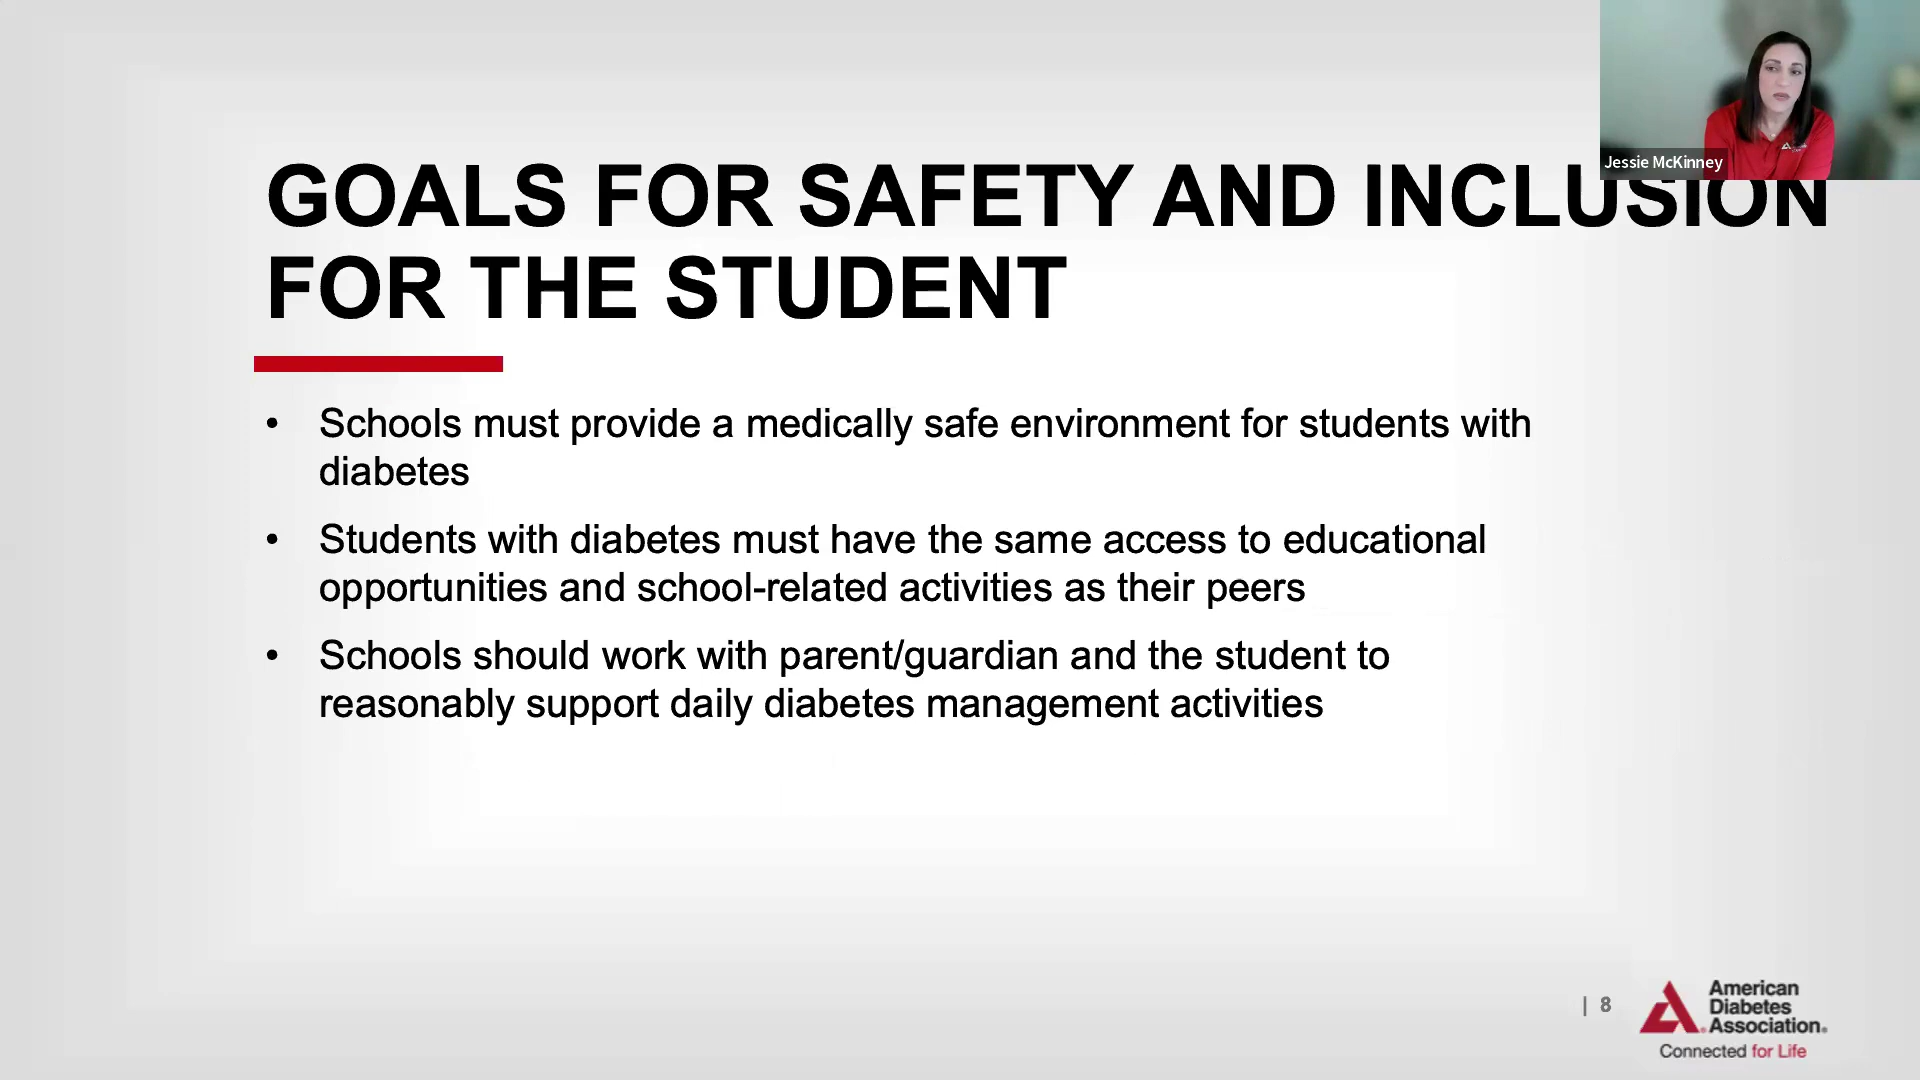 Jessie McKinney
GOALS FOR SAFETY AND INCLUSION
FOR THE STUDENT
• Schools must provide a medically safe environment for students with
diabetes
• Students with diabetes must have the same access to educational
opportunities and school-related activities as their peers
• Schools should work with parent/guardian and the student to
reasonably support daily diabetes management activities
| 8
American
Diabetes
Association®
Connected for Life